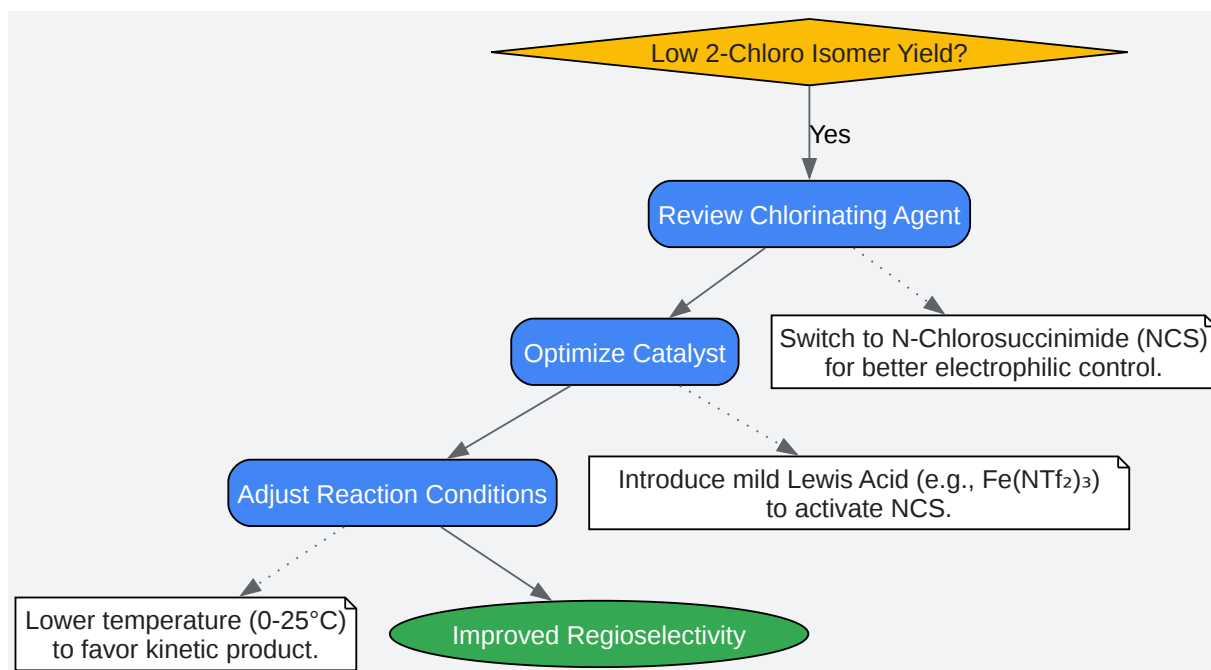 Low 2-Chloro Isomer Yield?
Yes
Review Chlorinating Agent
Switch to N-Chlorosuccinimide (NCS)
for better electrophilic control.
Optimize Catalyst
Introduce mild Lewis Acid (e.g., Fe(NTf₂)₃)
to activate NCS.
Adjust Reaction Conditions
Lower temperature (0-25°C)
to favor kinetic product.
Improved Regioselectivity